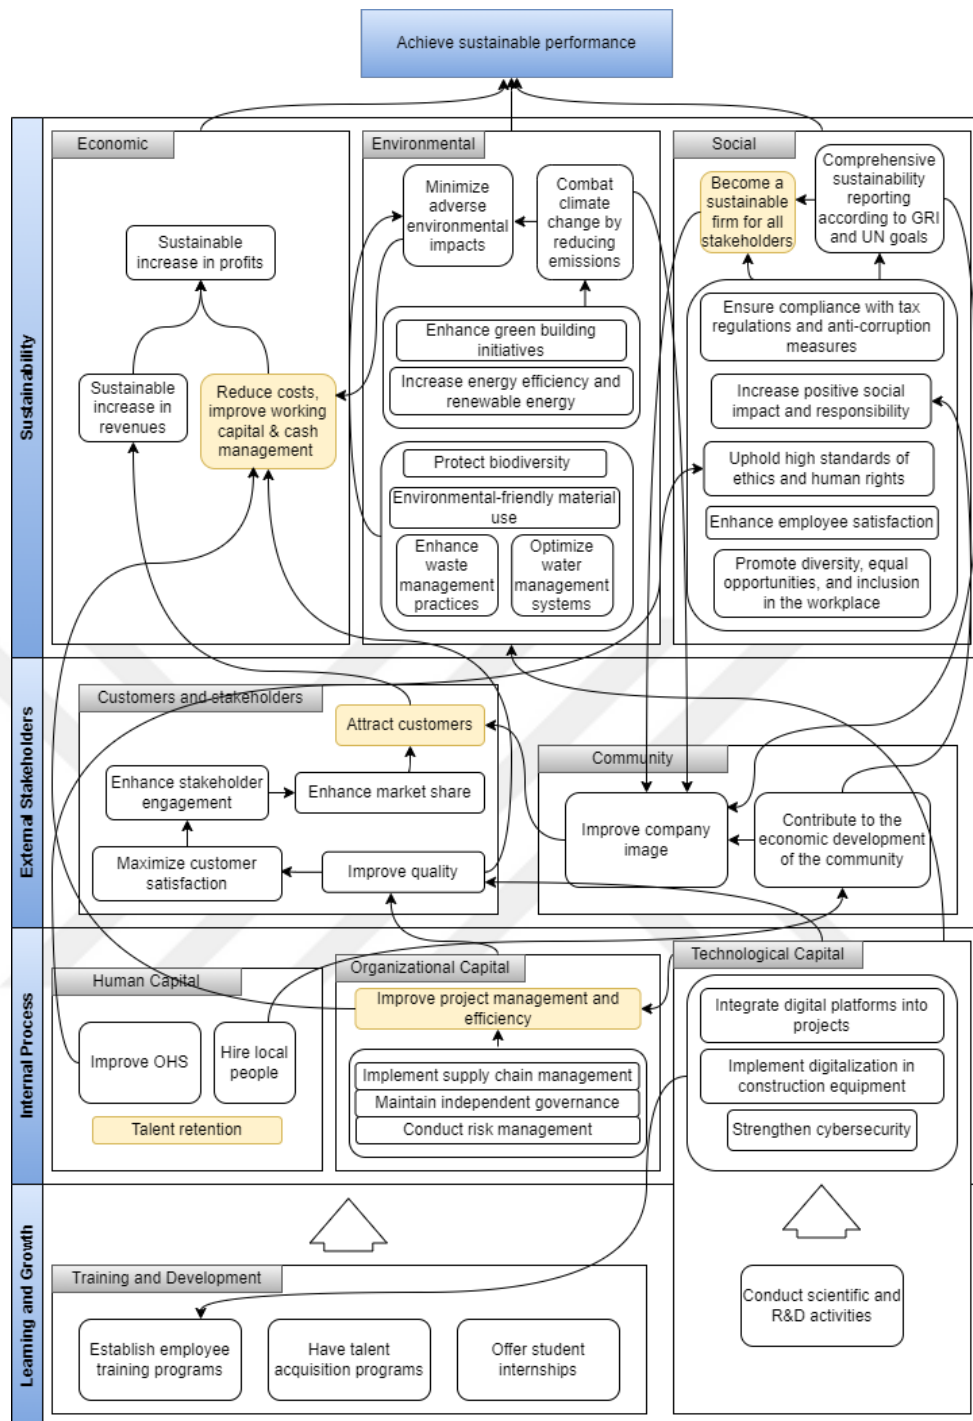 Achieve sustainable performance
Sustainability
Economic
Sustainable
increase in profits
Sustainable
increase in
revenues
Reduce costs,
improve working
capital & cash
management
Environmental
Minimize
adverse
environmental
impacts
Combat
climate
change by
reducing
emissions
Enhance green building
initiatives
Increase energy efficiency and
renewable energy
Protect biodiversity
Environmental-friendly material
use
Enhance
waste
management
practices
Optimize
water
management
systems
Social
Become a
sustainable
firm for all
stakeholders
Comprehensive
sustainability
reporting
according to GRI
and UN goals
Ensure compliance with tax
regulations and anti-corruption
measures
Increase positive social
impact and responsibility
Uphold high standards of
ethics and human rights
Enhance employee satisfaction
Promote diversity, equal
opportunities, and inclusion
in the workplace
External Stakeholders
Customers and stakeholders
Attract customers
Enhance stakeholder
engagement
Enhance market share
Maximize customer
satisfaction
Improve quality
Community
Improve company
image
Contribute to the
economic development
of the community
Internal Process
Human Capital
Improve OHS
Hire local
people
Talent retention
Organizational Capital
Improve project management and
efficiency
Implement supply chain management
Maintain independent governance
Conduct risk management
Technological Capital
Integrate digital platforms into
projects
Implement digitalization in
construction equipment
Strengthen cybersecurity
Learning and Growth
Training and Development
Establish employee
training programs
Have talent
acquisition programs
Offer student
internships
Conduct scientific and
R&D activities